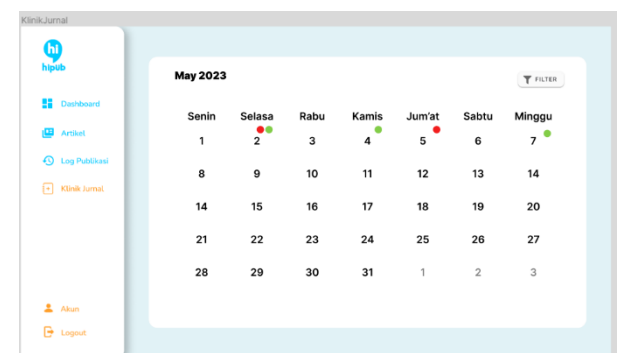 KlinikJurnal
hi
hipub
Dashboard
Artikel
Log Publikasi
Klinik Jurnal
Akun
Logout
May 2023
FILTER
Senin Selasa Rabu Kamis Jum'at Sabtu Minggu
1 2 3 4 5 6 7
8 9 10 11 12 13 14
14 15 16 17 18 19 20
21 22 23 24 25 26 27
28 29 30 31 1 2 3